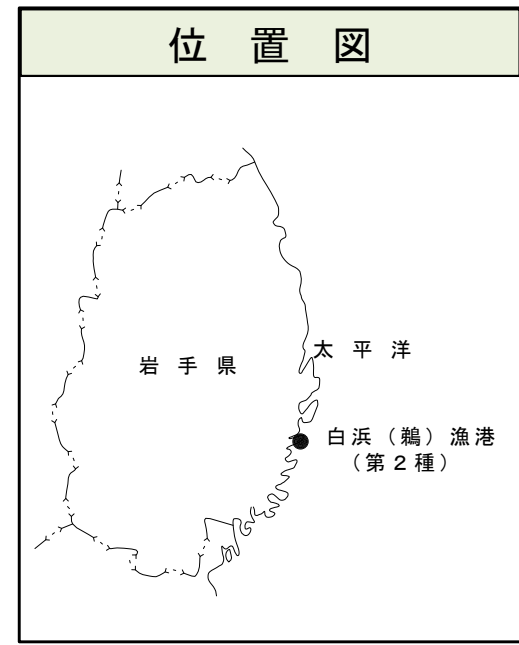 位 置 図
太 平 洋
岩 手 県
白浜（鵜）漁港
（第２種）